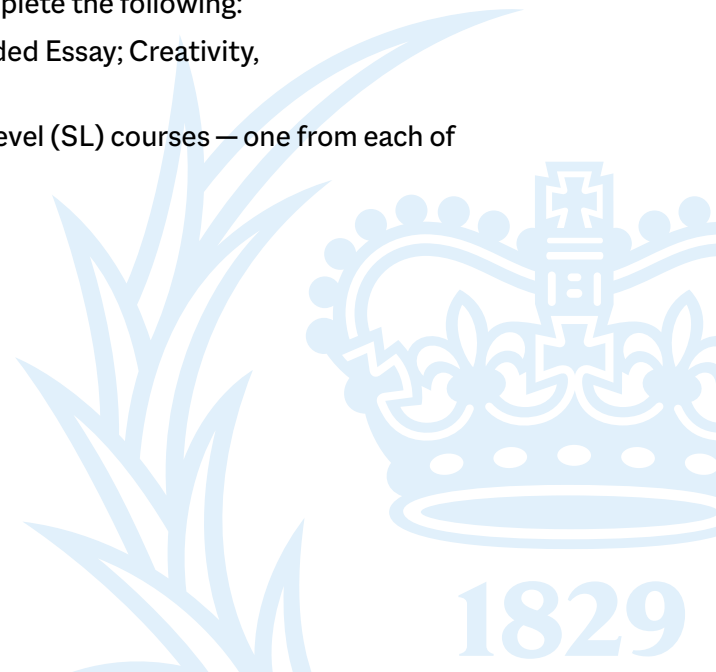 plete the following:
ded Essay; Creativity,
evel (SL) courses — one from each of
1829